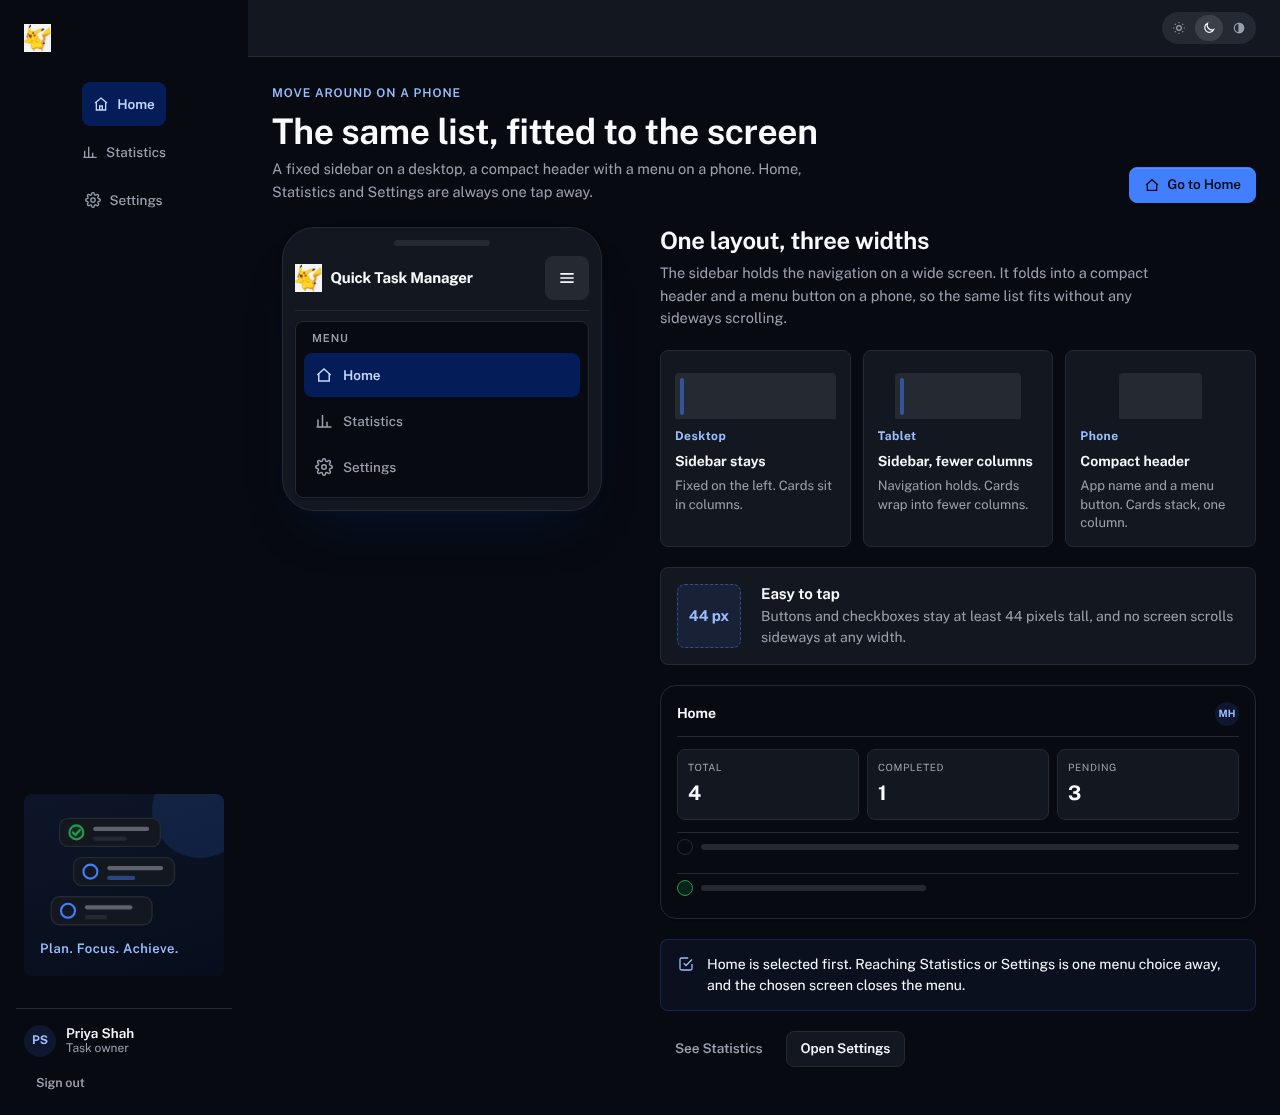 Home
Statistics
Settings
Plan. Focus. Achieve.
PS
Priya Shah
Task owner
Sign out
MOVE AROUND ON A PHONE
The same list, fitted to the screen
A fixed sidebar on a desktop, a compact header with a menu on a phone. Home,
Statistics and Settings are always one tap away.
Go to Home
Quick Task Manager
MENU
Home
Statistics
Settings
One layout, three widths
The sidebar holds the navigation on a wide screen. It folds into a compact
header and a menu button on a phone, so the same list fits without any
sideways scrolling.
Desktop
Sidebar stays
Fixed on the left. Cards sit
in columns.
Tablet
Sidebar, fewer columns
Navigation holds. Cards
wrap into fewer columns.
Phone
Compact header
App name and a menu
button. Cards stack, one
column.
44 px
Easy to tap
Buttons and checkboxes stay at least 44 pixels tall, and no screen scrolls
sideways at any width.
Home
MH
TOTAL
4
COMPLETED
1
PENDING
3
Home is selected first. Reaching Statistics or Settings is one menu choice away,
and the chosen screen closes the menu.
See Statistics
Open Settings